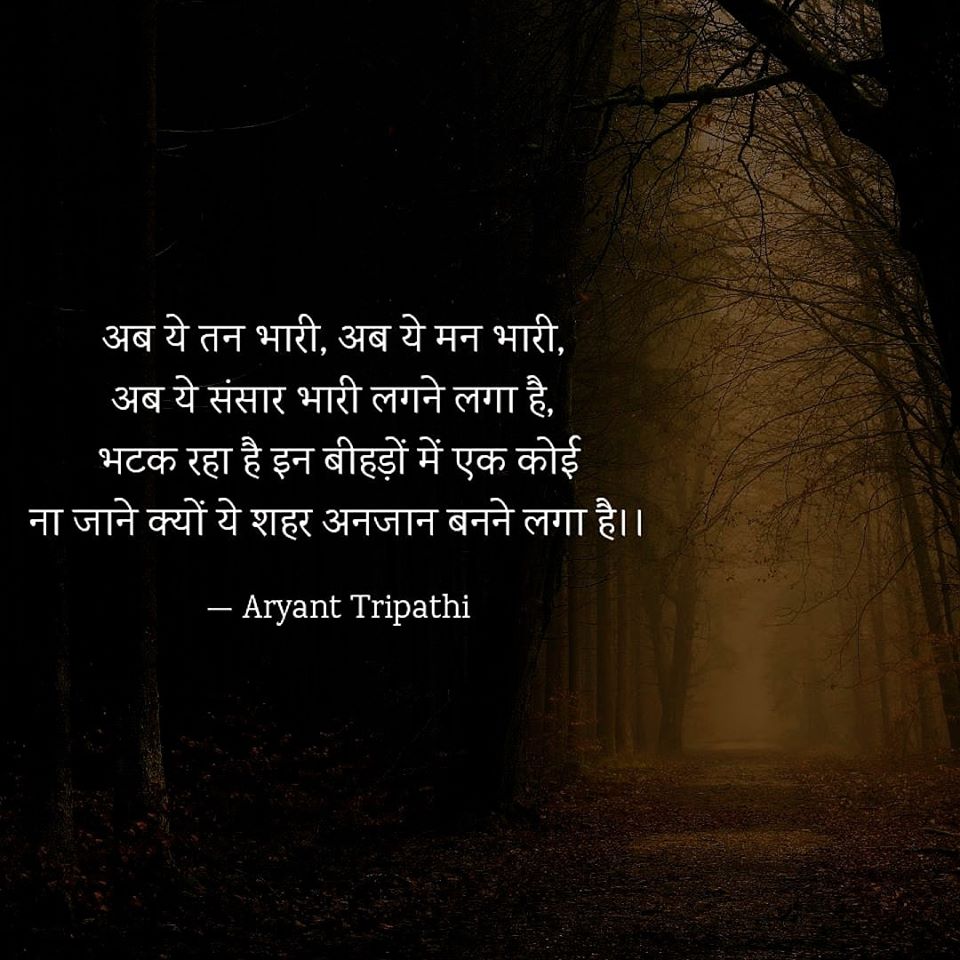 अब ये तन भारी, अब ये मन भारी,
अब ये संसार भारी लगने लगा है,
भटक रहा है इन बीहड़ों में एक कोई
ना जाने क्यों ये शहर अनजान बनने लगा है।।
— Aryant Tripathi